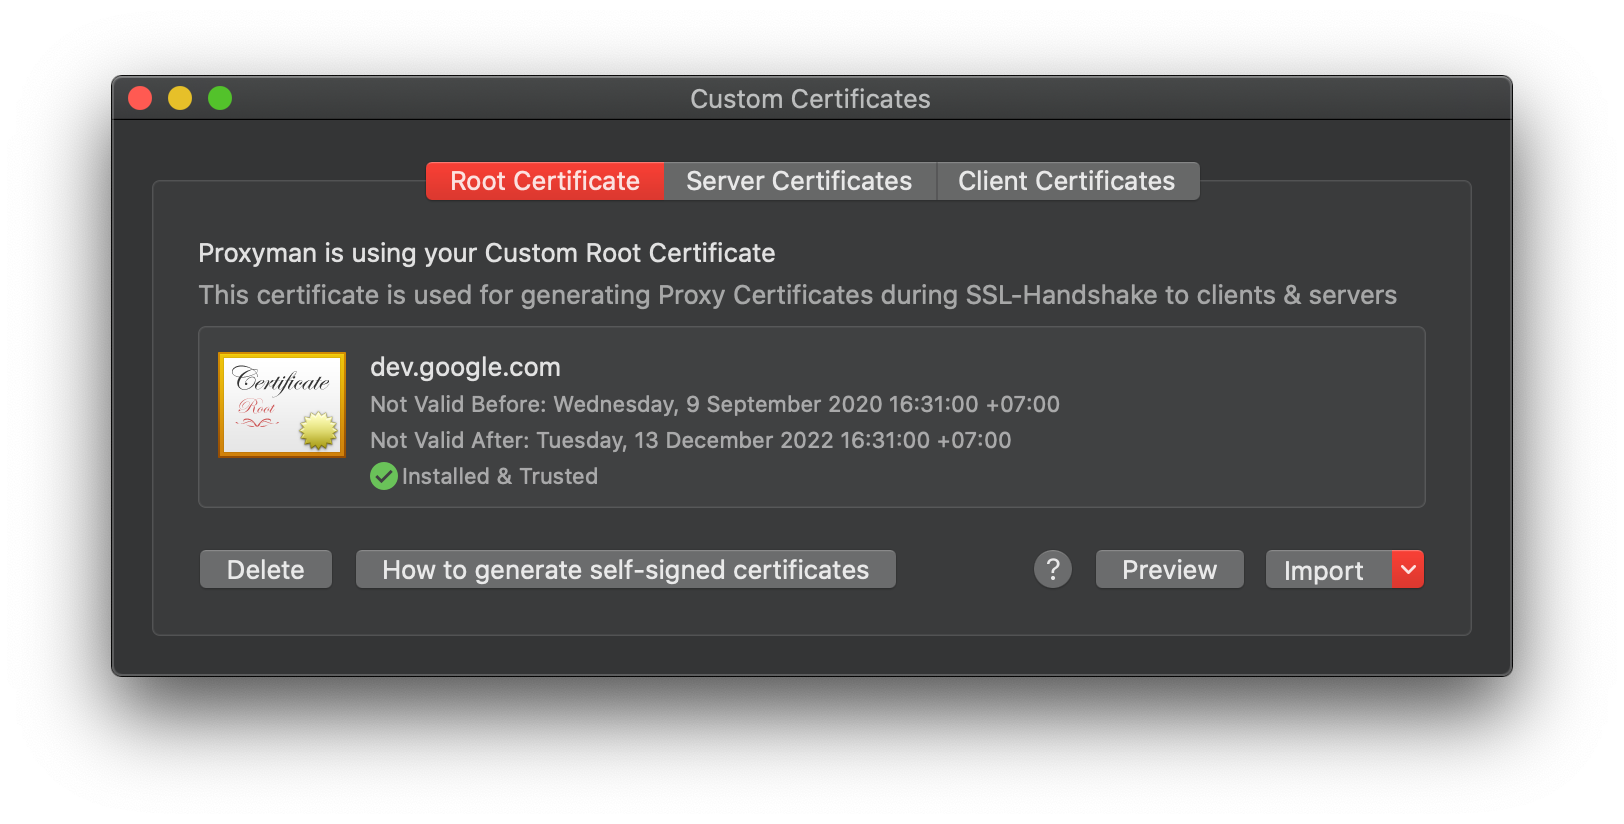 Custom Certificates
Root Certificate
Server Certificates
Client Certificates
Proxyman is using your Custom Root Certificate
This certificate is used for generating Proxy Certificates during SSL-Handshake to clients & servers
Certificate
Root
dev.google.com
Not Valid Before: Wednesday, 9 September 2020 16:31:00 +07:00
Not Valid After: Tuesday, 13 December 2022 16:31:00 +07:00
Installed & Trusted
Delete
How to generate self-signed certificates
?
Preview
Import